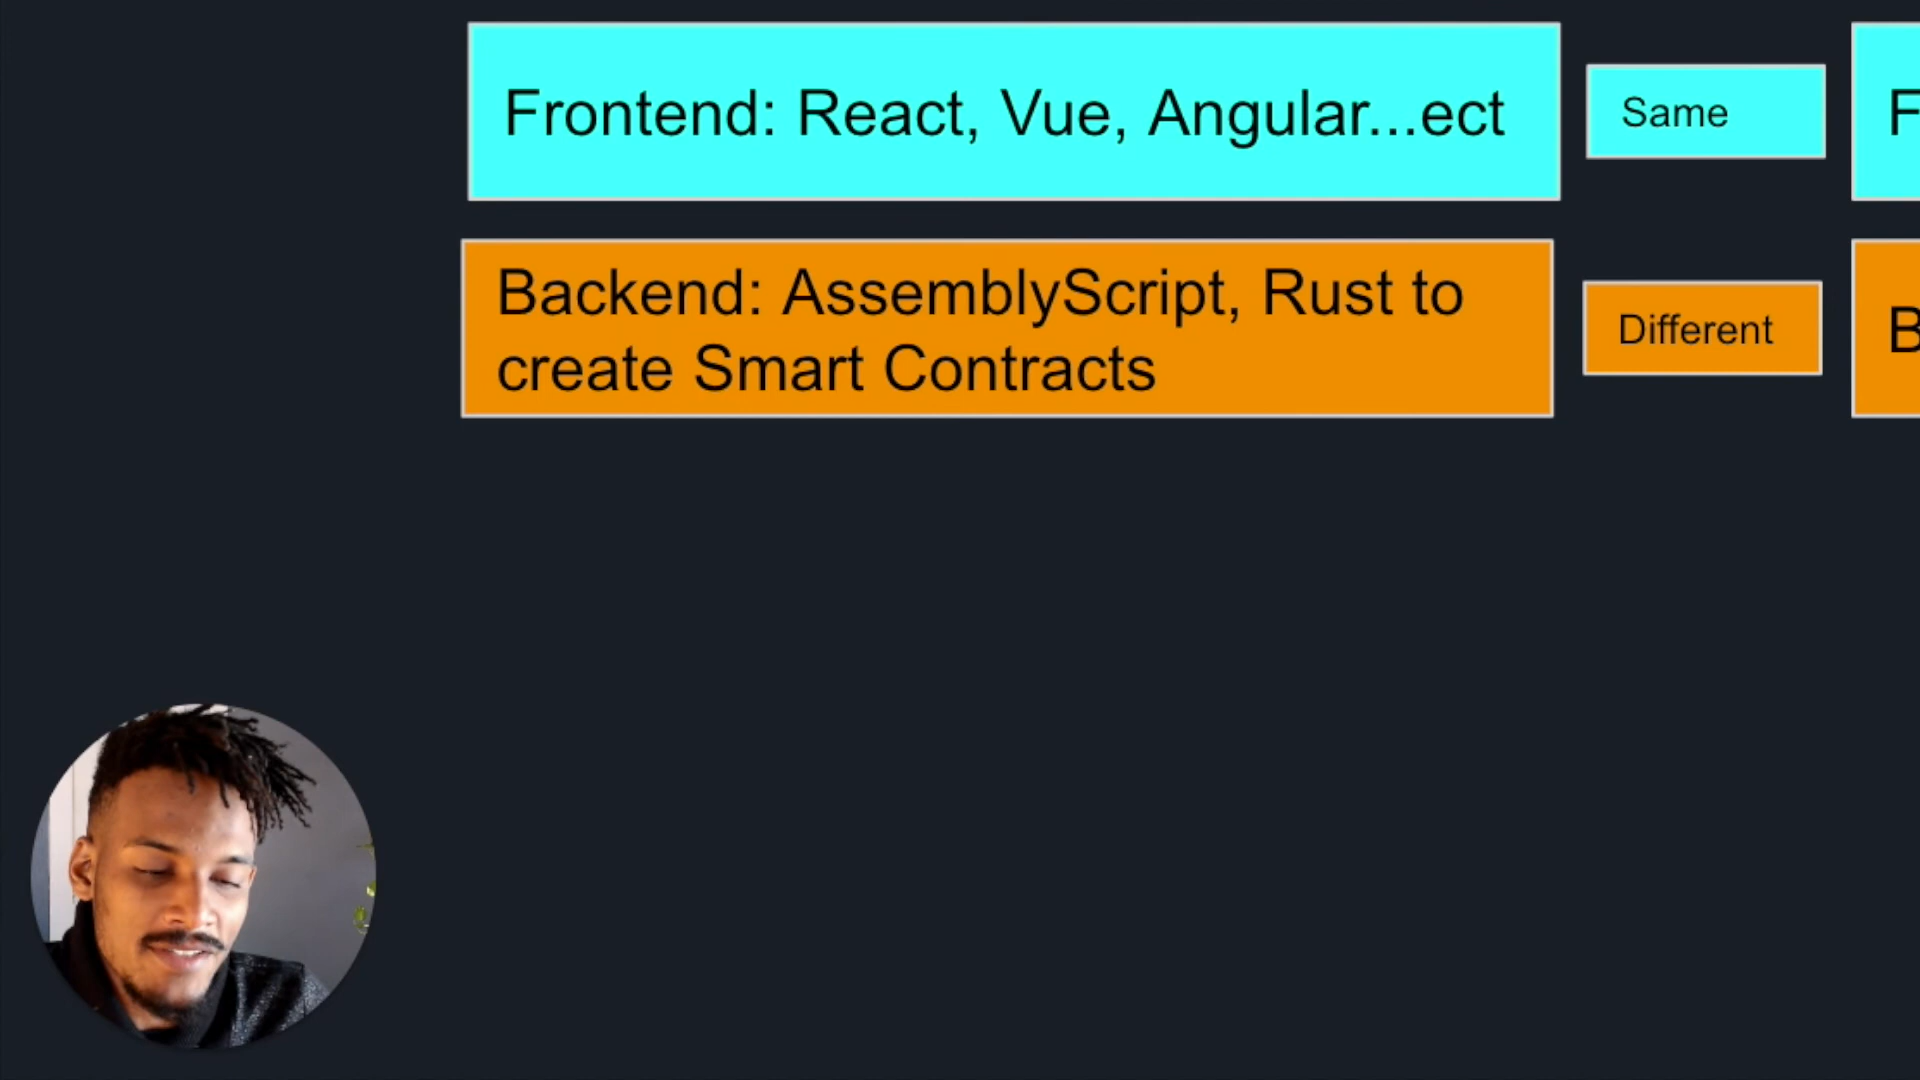 Frontend: React, Vue, Angular...ect
Same
F
Backend: AssemblyScript, Rust to
create Smart Contracts
Different
B